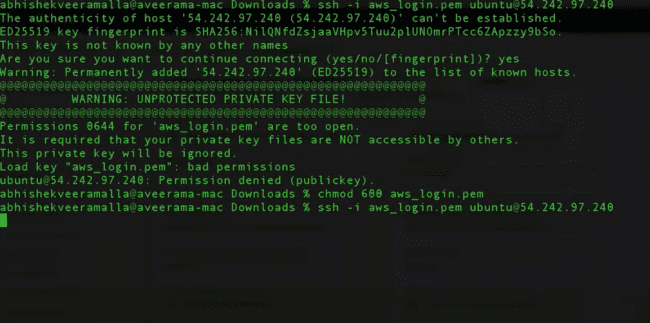 abhishekveeramalla@aveerama-mac Downloads % ssh -i aws_login.pem ubuntu@54.242.97.240
The authenticity of host '54.242.97.240 (54.242.97.240)' can't be established.
ED25519 key fingerprint is SHA256:NilQNfdZsjaaVHpv5Tuu2plUN0mrPTcc6ZApzzy9bSo.
This key is not known by any other names
Are you sure you want to continue connecting (yes/no/[fingerprint])? yes
Warning: Permanently added '54.242.97.240' (ED25519) to the list of known hosts.
@@@@@@@@@@@@@@@@@@@@@@@@@@@@@@@@@@@@@@@@@@@@@@@@@@@@@@@@@@@
@         WARNING: UNPROTECTED PRIVATE KEY FILE!          @
@@@@@@@@@@@@@@@@@@@@@@@@@@@@@@@@@@@@@@@@@@@@@@@@@@@@@@@@@@@
Permissions 0644 for 'aws_login.pem' are too open.
It is required that your private key files are NOT accessible by others.
This private key will be ignored.
Load key "aws_login.pem": bad permissions
ubuntu@54.242.97.240: Permission denied (publickey).
abhishekveeramalla@aveerama-mac Downloads % chmod 600 aws_login.pem
abhishekveeramalla@aveerama-mac Downloads % ssh -i aws_login.pem ubuntu@54.242.97.240